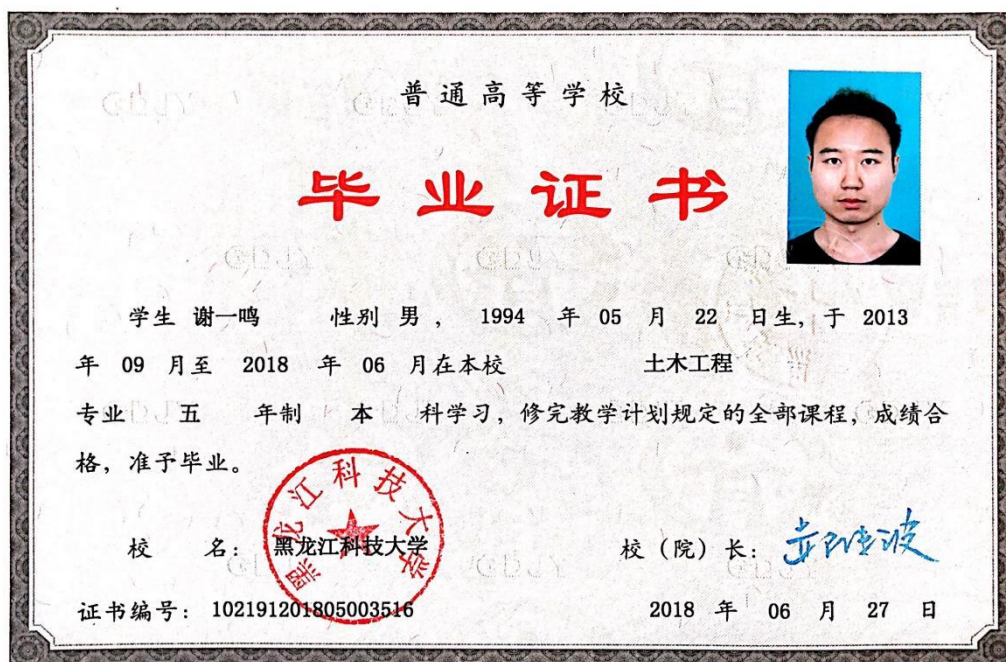 普通高等学校
毕业证书
学生 谢一鸣 性别 男 ， 1994 年 05 月 22 日生，于 2013
年 09 月至 2018 年 06 月在本校 土木工程
专业 五 年制 本 科学习，修完教学计划规定的全部课程，成绩合
格，准予毕业。
黑龙江科技大学
校 名： 黑龙江科技大学 校（院）长：
证书编号： 102191201805003516 2018 年 06 月 27 日